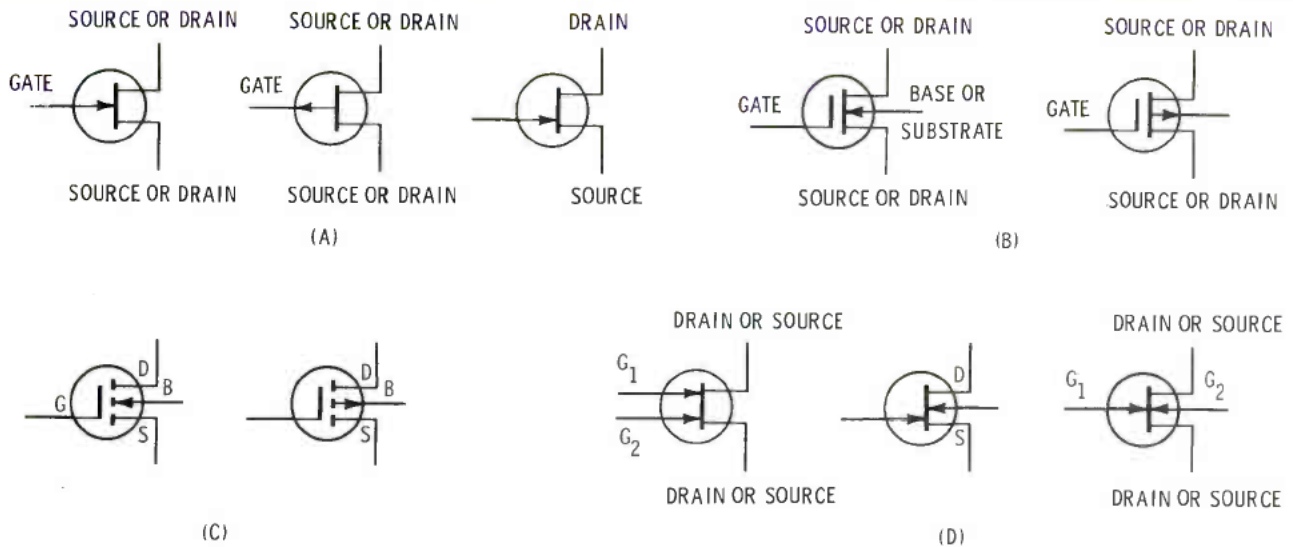 SOURCE OR DRAIN
SOURCE OR DRAIN
DRAIN
GATE
GATE
SOURCE OR DRAIN
SOURCE OR DRAIN
SOURCE
(A)
SOURCE OR DRAIN
SOURCE OR DRAIN
GATE
BASE OR
SUBSTRATE
GATE
SOURCE OR DRAIN
SOURCE OR DRAIN
(B)
G
D
B
S
D
B
S
(C)
DRAIN OR SOURCE
G1
G2
DRAIN OR SOURCE
D
S
DRAIN OR SOURCE
G1
G2
DRAIN OR SOURCE
(D)